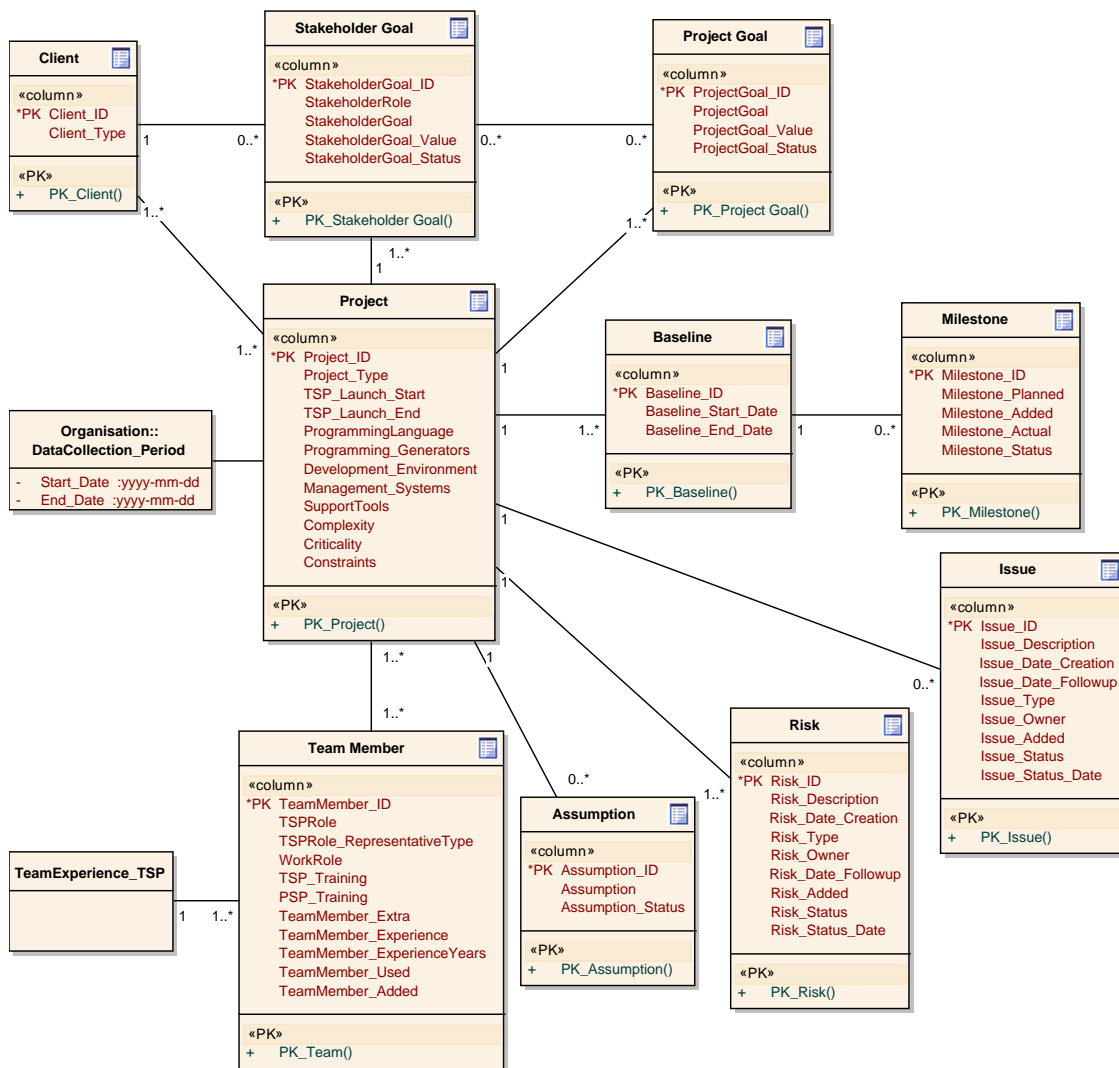 Client
«column»
*PK Client_ID
Client_Type
«PK»
+ PK_Client()
Stakeholder Goal
«column»
*PK StakeholderGoal_ID
StakeholderRole
StakeholderGoal
StakeholderGoal_Value
StakeholderGoal_Status
«PK»
+ PK_Stakeholder Goal()
Project Goal
«column»
*PK ProjectGoal_ID
ProjectGoal
ProjectGoal_Value
ProjectGoal_Status
«PK»
+ PK_Project Goal()
1
0..*
0..*
0..*
1..*
1..*
1..*
1
1..*
1
Project
«column»
*PK Project_ID
Project_Type
TSP_Launch_Start
TSP_Launch_End
ProgrammingLanguage
Programming_Generators
Development_Environment
Management_Systems
SupportTools
Complexity
Criticality
Constraints
«PK»
+ PK_Project()
Baseline
«column»
*PK Baseline_ID
Baseline_Start_Date
Baseline_End_Date
«PK»
+ PK_Baseline()
Milestone
«column»
*PK Milestone_ID
Milestone_Planned
Milestone_Added
Milestone_Actual
Milestone_Status
«PK»
+ PK_Milestone()
1
1..*
1
0..*
Organisation::
DataCollection_Period
- Start_Date :yyyy-mm-dd
- End_Date :yyyy-mm-dd
1
0..*
1
1..*
1
0..*
1..*
1..*
Issue
«column»
*PK Issue_ID
Issue_Description
Issue_Date_Creation
Issue_Date_Followup
Issue_Type
Issue_Owner
Issue_Added
Issue_Status
Issue_Status_Date
«PK»
+ PK_Issue()
Risk
«column»
*PK Risk_ID
Risk_Description
Risk_Date_Creation
Risk_Type
Risk_Owner
Risk_Date_Followup
Risk_Added
Risk_Status
Risk_Status_Date
«PK»
+ PK_Risk()
Team Member
«column»
*PK TeamMember_ID
TSPRole
TSPRole_RepresentativeType
WorkRole
TSP_Training
PSP_Training
TeamMember_Extra
TeamMember_Experience
TeamMember_ExperienceYears
TeamMember_Used
TeamMember_Added
«PK»
+ PK_Team()
Assumption
«column»
*PK Assumption_ID
Assumption
Assumption_Status
«PK»
+ PK_Assumption()
TeamExperience_TSP
1
1..*